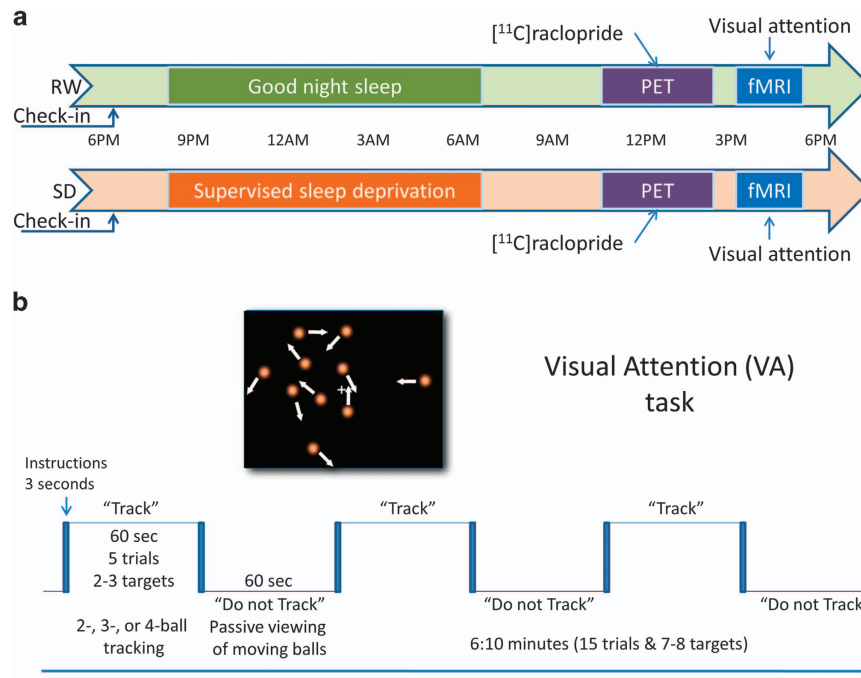 a
[¹¹C]raclopride
Visual attention
RW
Good night sleep
PET
fMRI
Check-in
6PM 9PM 12AM 3AM 6AM 9AM 12PM 3PM 6PM
SD
Supervised sleep deprivation
PET
fMRI
Check-in
[¹¹C]raclopride
Visual attention
b
Visual Attention (VA)
task
Instructions
3 seconds
“Track”
60 sec
5 trials
2-3 targets
2-, 3-, or 4-ball
tracking
60 sec
“Do not Track”
Passive viewing
of moving balls
“Track”
“Do not Track”
“Track”
“Do not Track
6:10 minutes (15 trials & 7-8 targets)